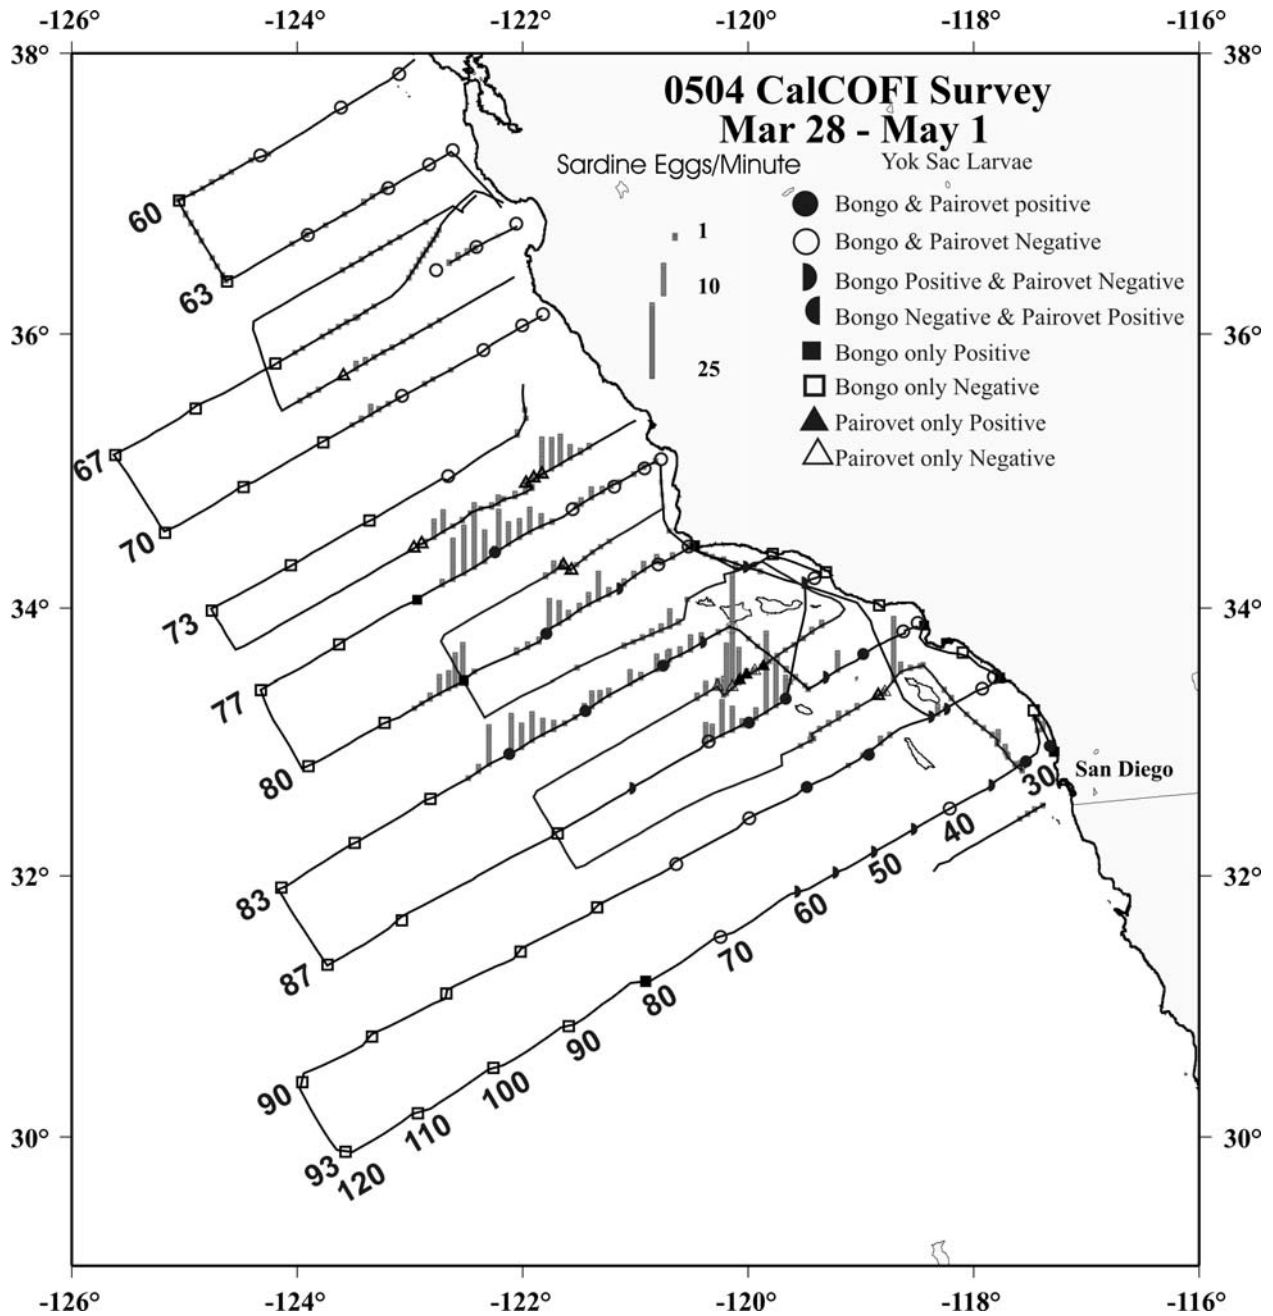 -126° -124° -122° -120° -118° -116°
38° 38°
0504 CalCOFI Survey
Mar 28 - May 1
Sardine Eggs/Minute
Yok Sac Larvae
1
10
25
Bongo & Pairovet positive
Bongo & Pairovet Negative
Bongo Positive & Pairovet Negative
Bongo Negative & Pairovet Positive
Bongo only Positive
Bongo only Negative
Pairovet only Positive
Pairovet only Negative
60
63
36° 36°
67
70
73
34° 34°
77
80
San Diego
30
40
50
60
70
80
90
100
110
120
32° 32°
83
87
90
93
30° 30°
-126° -124° -122° -120° -118° -116°